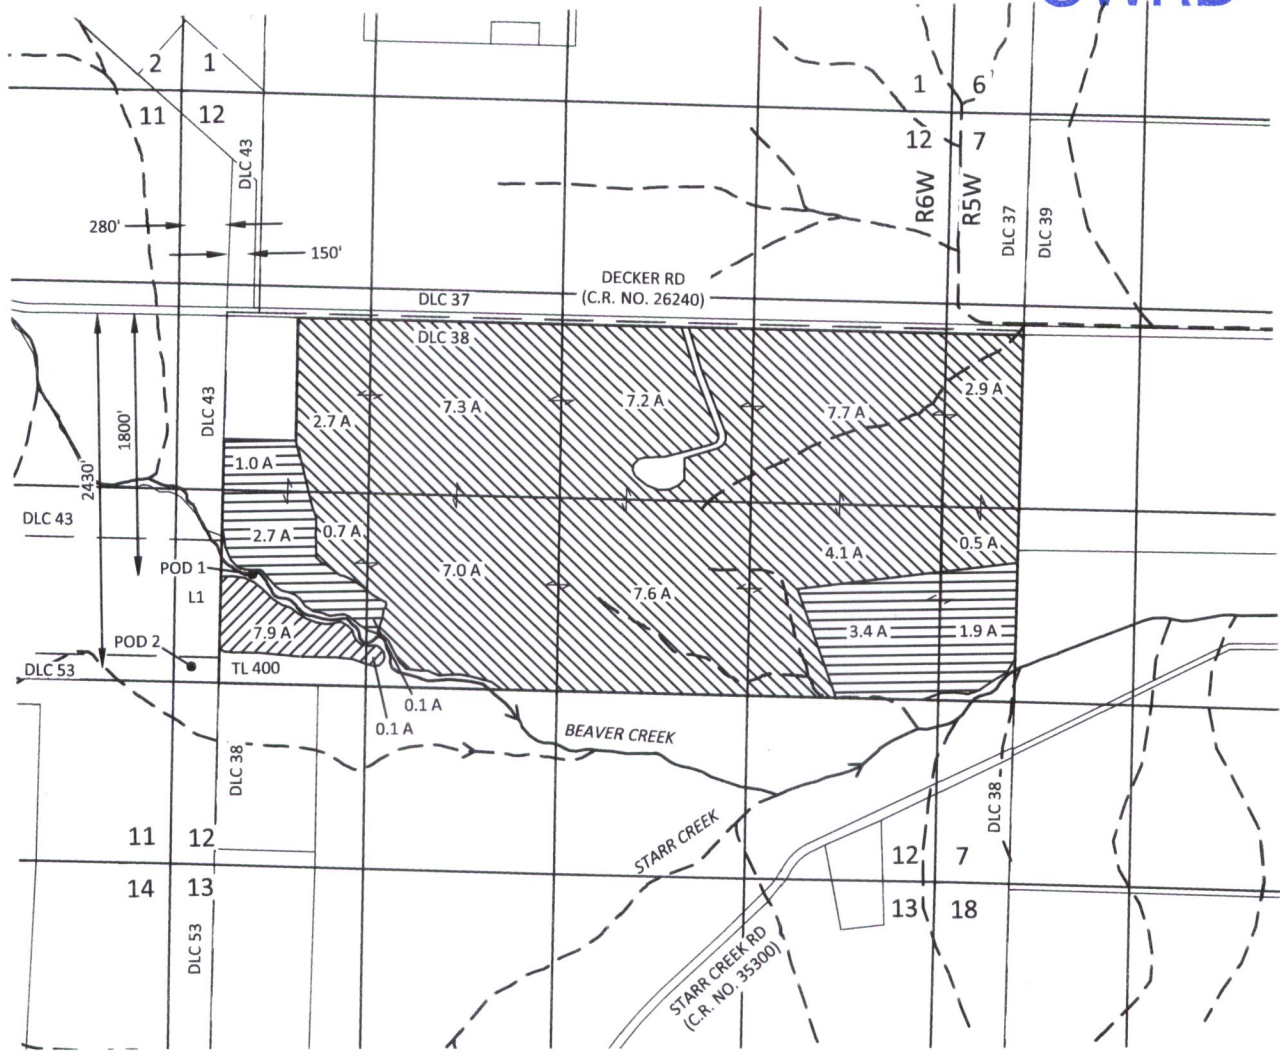 2 1
1 6
11 12
12 7
DLC 43
R6W
R5W
DLC 37
DLC 39
280'
150'
DECKER RD
(C.R. NO. 26240)
DLC 37
DLC 38
2.9 A
7.2 A
7.3 A
7.7 A
2.7 A
DLC 43
1800'
2430'
1.0 A
DLC 43
2.7 A
0.7 A
4.1 A
0.5 A
POD 1
7.0 A
7.6 A
L1
7.9 A
3.4 A
1.9 A
POD 2
DLC 53
TL 400
0.1 A
0.1 A
BEAVER CREEK
DLC 38
DLC 38
STARR CREEK
11 12
12 7
14 13
13 18
DLC 53
STARR CREEK RD
(C.R. NO. 35300)